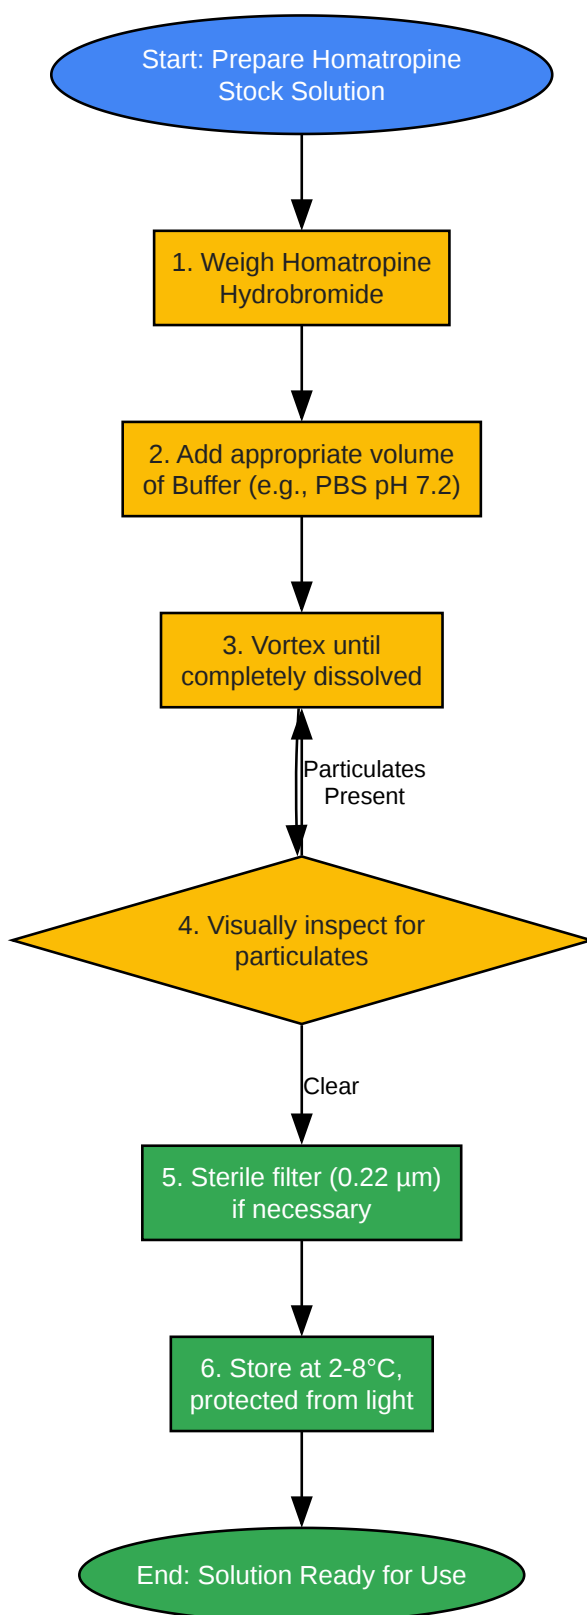 Start: Prepare Homatropine
Stock Solution
1. Weigh Homatropine
Hydrobromide
2. Add appropriate volume
of Buffer (e.g., PBS pH 7.2)
3. Vortex until
completely dissolved
Particulates
Present
4. Visually inspect for
particulates
Clear
5. Sterile filter (0.22 µm)
if necessary
6. Store at 2-8°C,
protected from light
End: Solution Ready for Use